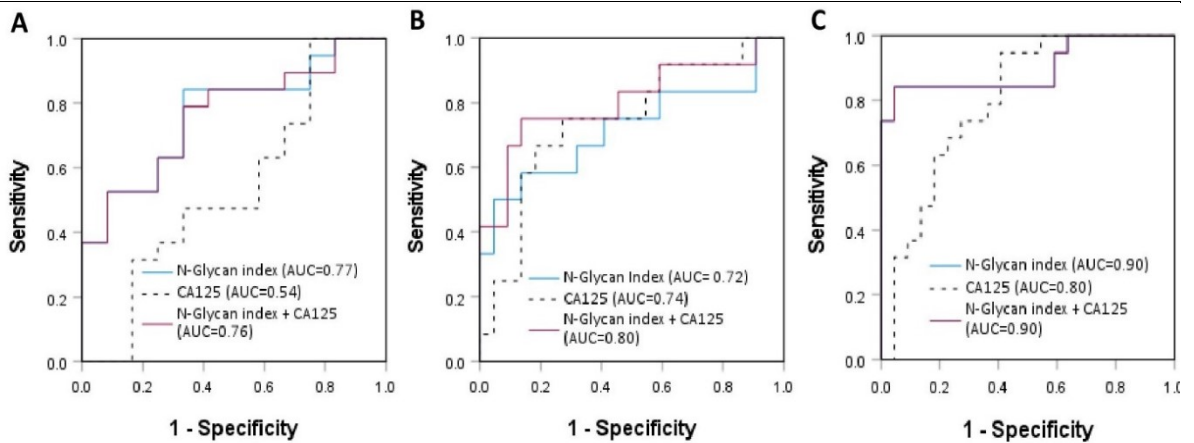 A
Sensitivity
1.0
0.8
0.6
0.4
0.2
0.0
N-Glycan index (AUC=0.77)
CA125 (AUC=0.54)
N-Glycan index + CA125
(AUC=0.76)
0.0 0.2 0.4 0.6 0.8 1.0
1 - Specificity
B
Sensitivity
1.0
0.8
0.6
0.4
0.2
0.0
N-Glycan Index (AUC= 0.72)
CA125 (AUC=0.74)
N-Glycan index + CA125
(AUC=0.80)
0.0 0.2 0.4 0.6 0.8 1.0
1 - Specificity
C
Sensitivity
1.0
0.8
0.6
0.4
0.2
0.0
N-Glycan index (AUC=0.90)
CA125 (AUC=0.80)
N-Glycan index + CA125
(AUC=0.90)
0.0 0.2 0.4 0.6 0.8 1.0
1 - Specificity